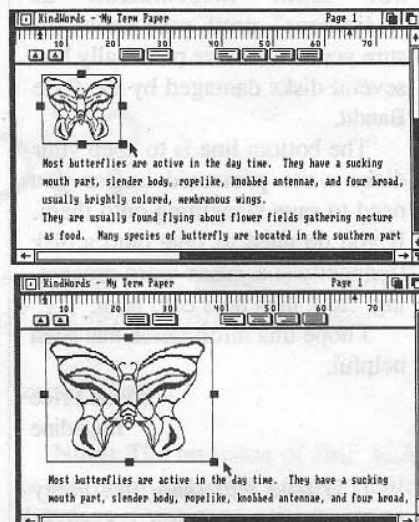 KindWords - My Term Paper Page 1
10 20 30 40 50 60 70
Most butterflies are active in the day time. They have a sucking
mouth part, slender body, ropelike, knobbed antennae, and four broad,
usually brightly colored, membranous wings.
They are usually found flying about flower fields gathering necture
as food. Many species of butterfly are located in the southern part
KindWords - My Term Paper Page 1
10 20 30 40 50 60 70
Most butterflies are active in the day time. They have a sucking
mouth part, slender body, ropelike, knobbed antennae, and four broad,